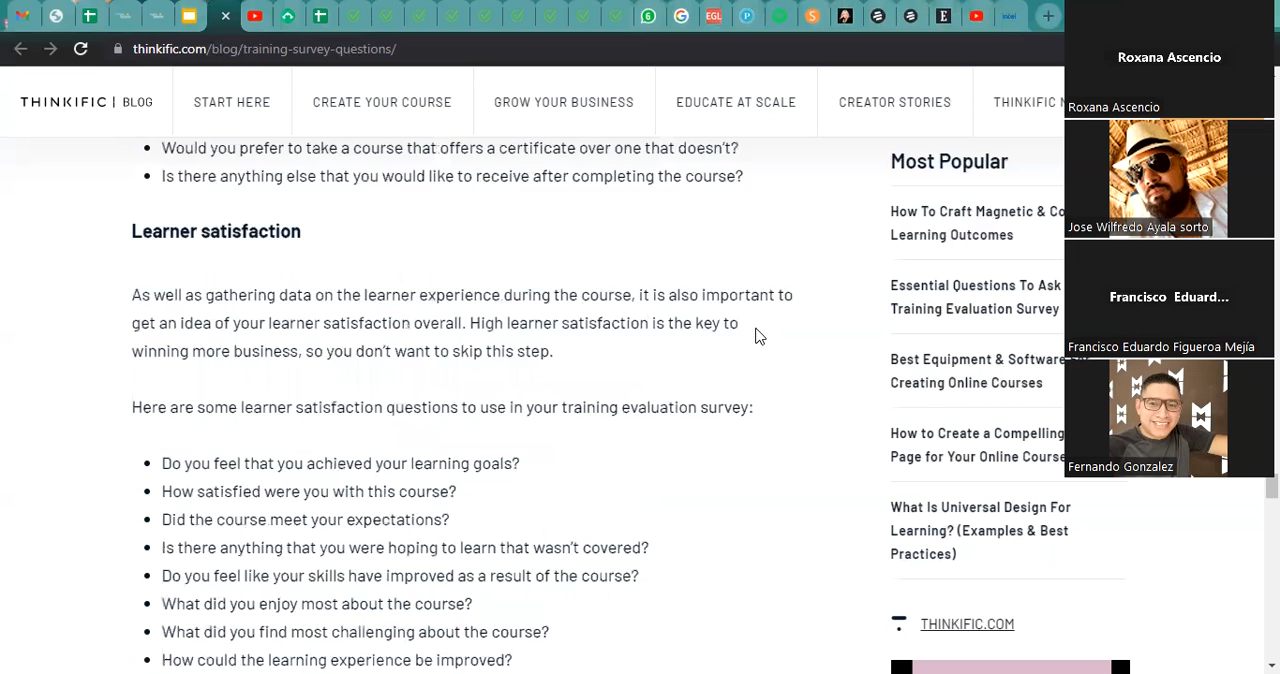 thinkific.com/blog/training-survey-questions/
THINKIFIC | BLOG
START HERE
CREATE YOUR COURSE
GROW YOUR BUSINESS
EDUCATE AT SCALE
CREATOR STORIES
THINKIFIC
Would you prefer to take a course that offers a certificate over one that doesn't?
Is there anything else that you would like to receive after completing the course?
Learner satisfaction
As well as gathering data on the learner experience during the course, it is also important to
get an idea of your learner satisfaction overall. High learner satisfaction is the key to
winning more business, so you don't want to skip this step.
Here are some learner satisfaction questions to use in your training evaluation survey:
Do you feel that you achieved your learning goals?
How satisfied were you with this course?
Did the course meet your expectations?
Is there anything that you were hoping to learn that wasn't covered?
Do you feel like your skills have improved as a result of the course?
What did you enjoy most about the course?
What did you find most challenging about the course?
How could the learning experience be improved?
Most Popular
How To Craft Magnetic & Co
Learning Outcomes
Essential Questions To Ask
Training Evaluation Survey
Best Equipment & Software For
Creating Online Courses
How to Create a Compelling
Page for Your Online Course
What Is Universal Design For
Learning? (Examples & Best
Practices)
THINKIFIC.COM
Roxana Ascencio
Roxana Ascencio
Jose Wilfredo Ayala sorto
Francisco Eduard...
Francisco Eduardo Figueroa Mejía
Fernando Gonzalez